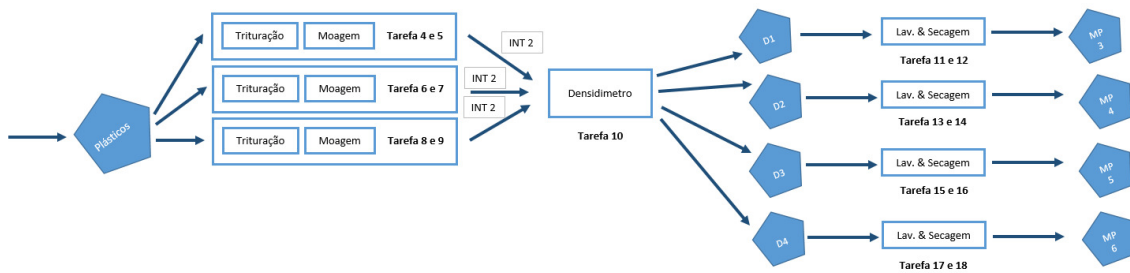 Plásticos
Trituração
Moagem
Tarefa 4 e 5
Trituração
Moagem
Tarefa 6 e 7
Trituração
Moagem
Tarefa 8 e 9
INT 2
INT 2
INT 2
Densidimetro
Tarefa 10
D1
Lav. & Secagem
Tarefa 11 e 12
MP
3
D2
Lav. & Secagem
Tarefa 13 e 14
MP
4
D3
Lav. & Secagem
Tarefa 15 e 16
MP
5
D4
Lav. & Secagem
Tarefa 17 e 18
MP
6